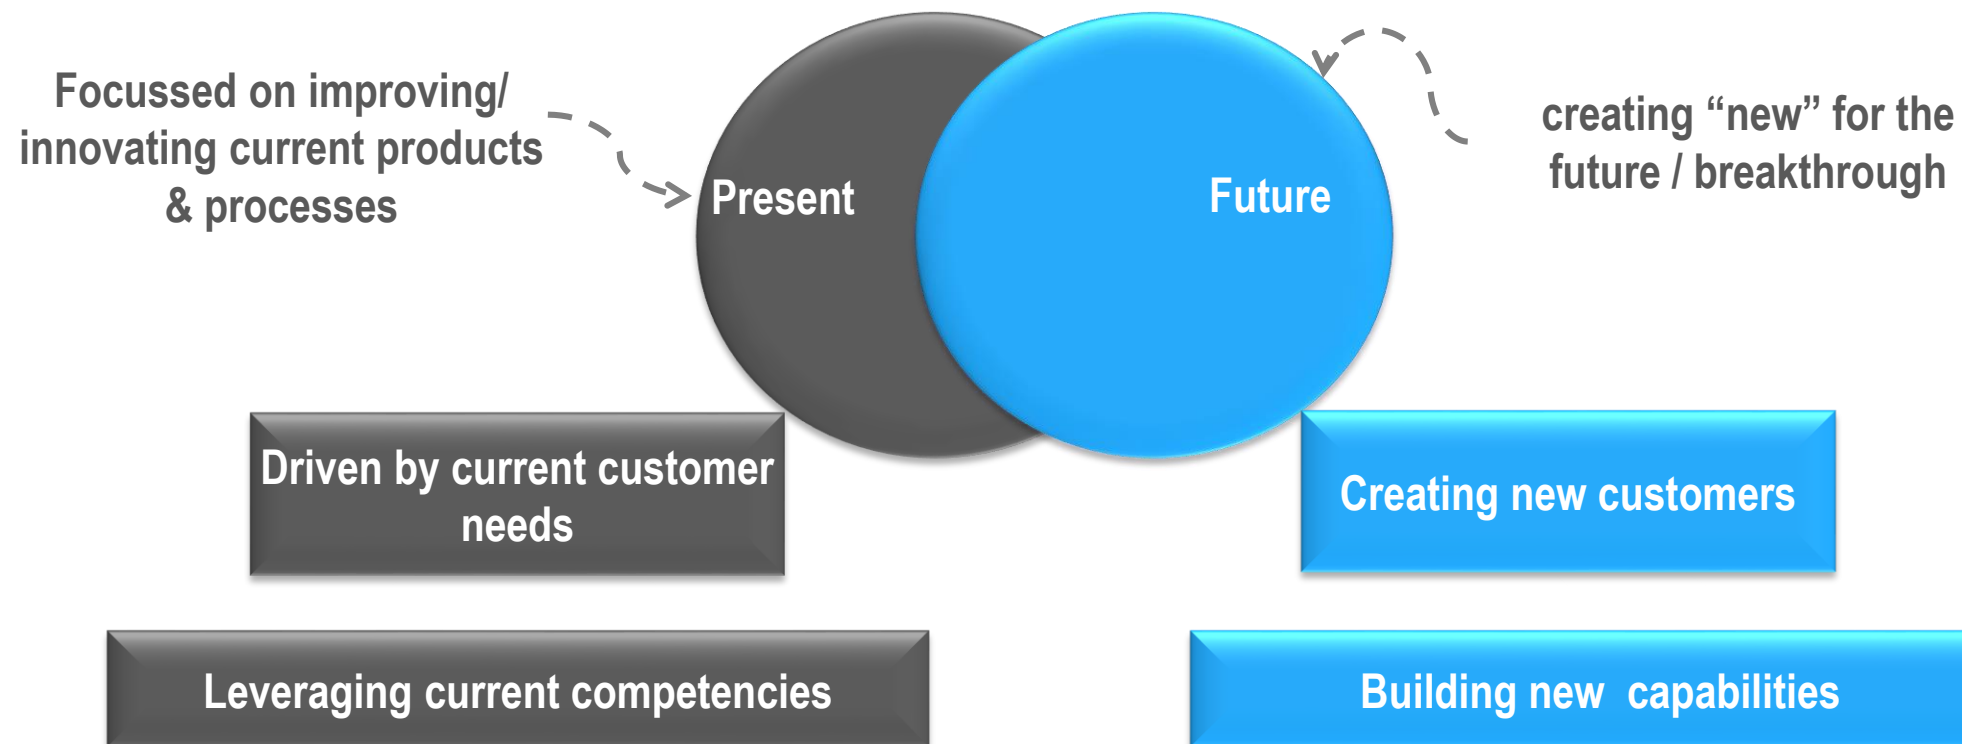 Focussed on improving/
innovating current products
& processes
Present
Future
creating “new” for the
future / breakthrough
Driven by current customer
needs
Creating new customers
Leveraging current competencies
Building new  capabilities